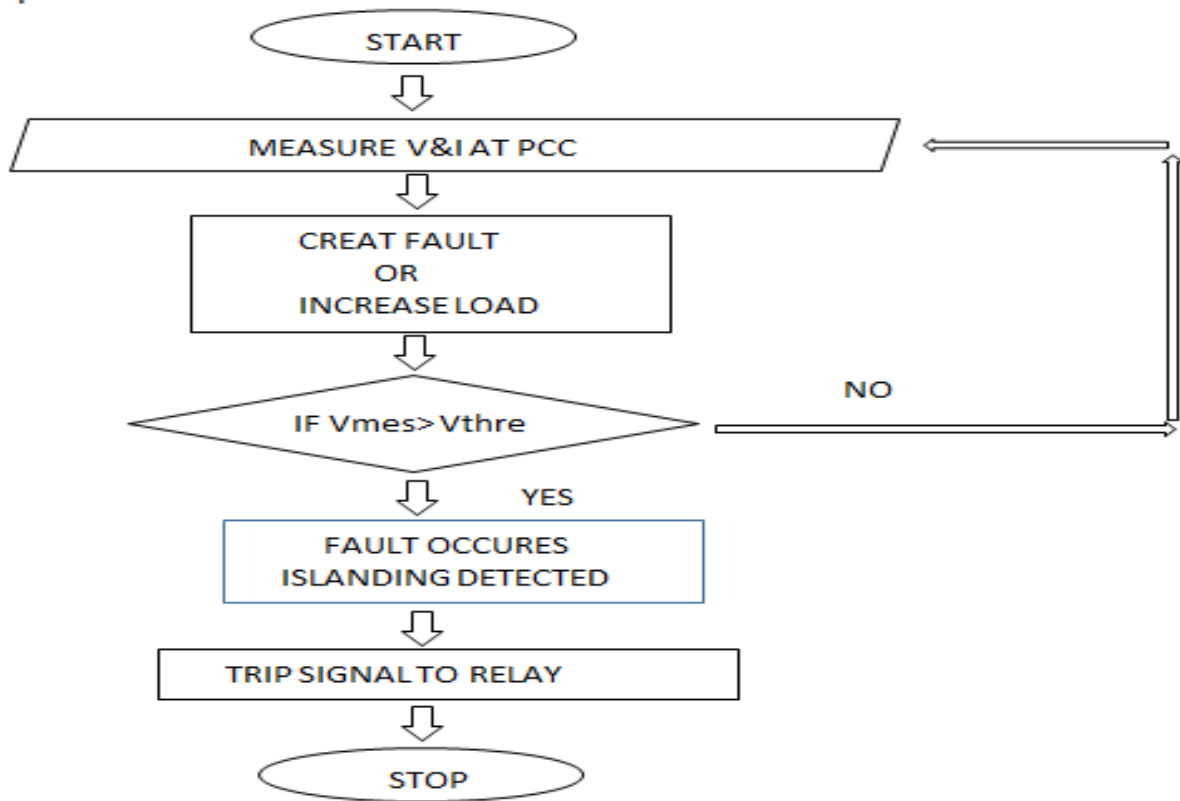 START
MEASURE V&I AT PCC
CREAT FAULT
OR
INCREASE LOAD
IF Vmes> Vthre
NO
YES
FAULT OCCURES
ISLANDING DETECTED
TRIP SIGNAL TO RELAY
STOP